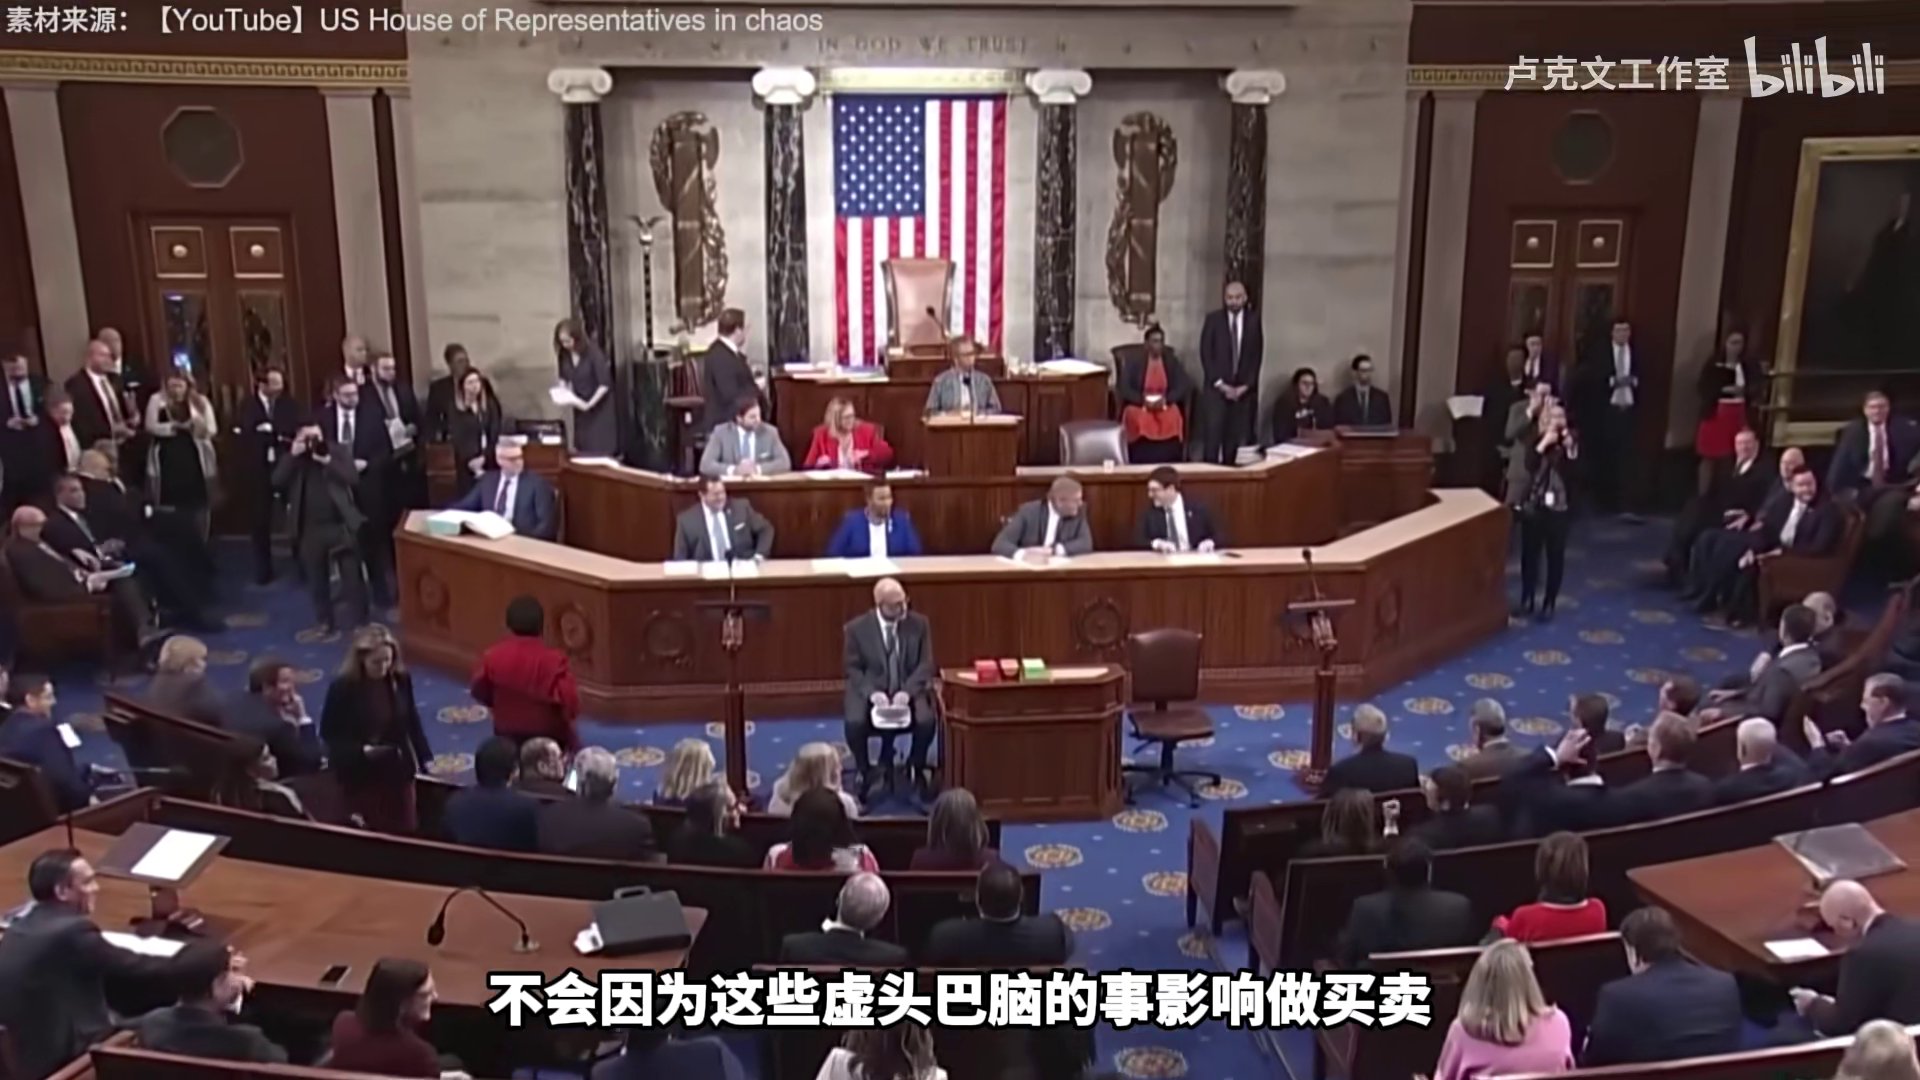 素材来源：【YouTube】US House of Representatives in chaos
IN GOD WE TRUST
卢克文工作室 bilibili
不会因为这些虚头巴脑的事影响做买卖